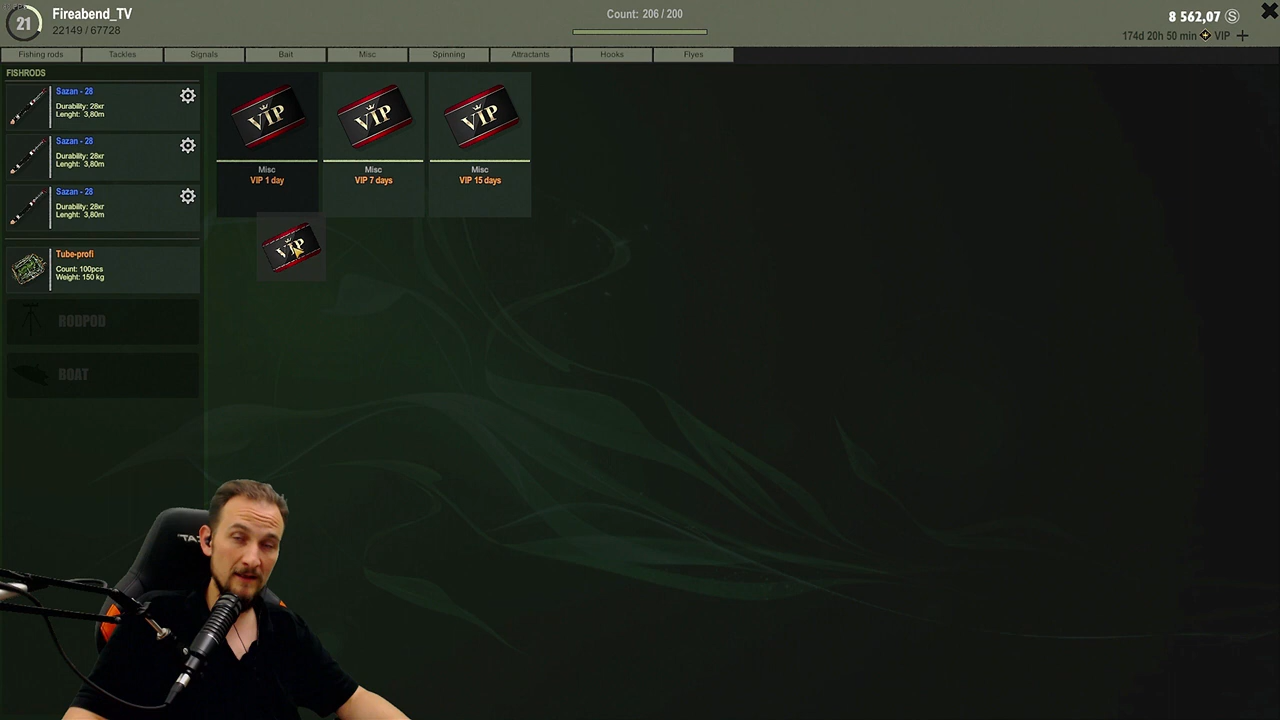 21
Fireabend_TV
22149 / 67728
Count: 206 / 200
8 562,07 S
174d 20h 50 min VIP
Fishing rods Tackles Signals Bait Misc Spinning Attractants Hooks Flyes
FISHRODS
Sazan - 28
Durability: 28кг
Lenght: 3,80m
Sazan - 28
Durability: 28кг
Lenght: 3,80m
Sazan - 28
Durability: 28кг
Lenght: 3,80m
Tube-profi
Count: 100pcs
Weight: 150 kg
RODPOD
BOAT
VIP
Misc
VIP 1 day
VIP
Misc
VIP 7 days
VIP
Misc
VIP 15 days
VIP